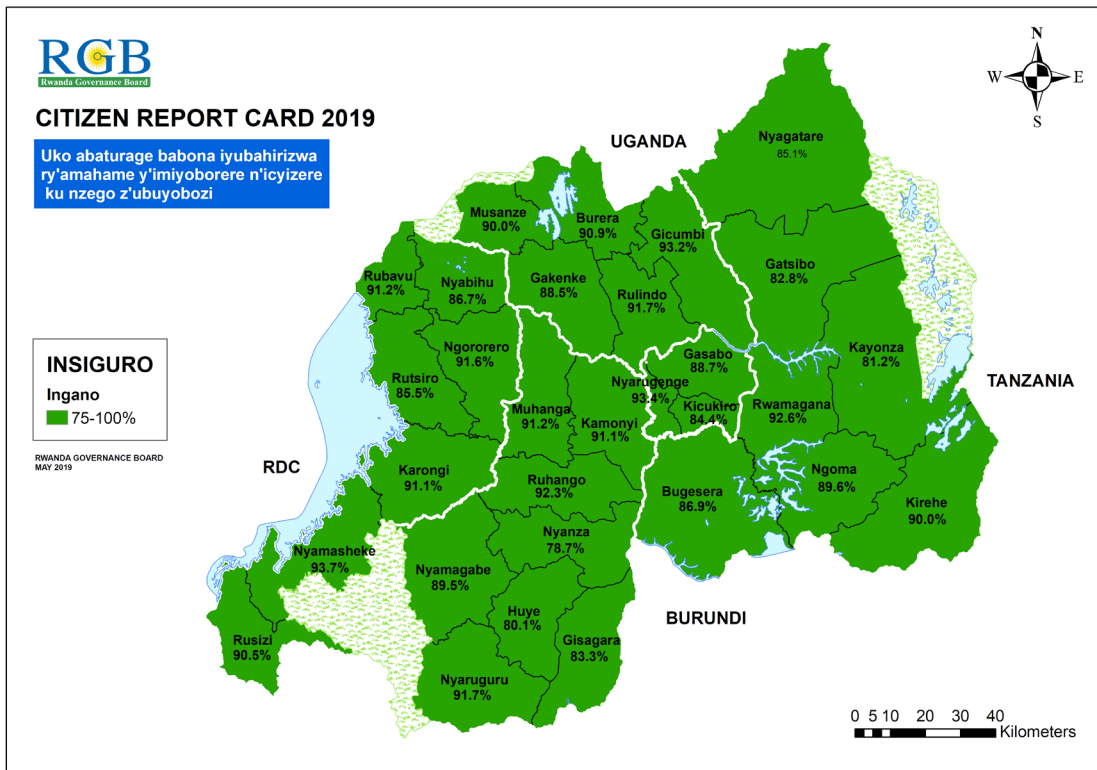 RGB
Rwanda Governance Board
CITIZEN REPORT CARD 2019
Uko abaturage babona iyubahirizwa
ry'amahame y'imiyoborere n'icyizere
ku nzego z'ubuyobozi
N
W
E
S
UGANDA
Nyagatare
85.1%
Musanze
90.0%
Burera
90.9%
Gicumbi
93.2%
Gatsibo
82.8%
Rubavu
91.2%
Nyabihu
86.7%
Gakenke
88.5%
Rulindo
91.7%
Kayonza
81.2%
Ngororero
91.6%
Gasabo
88.7%
INSIGURO
Ingano
75-100%
Rutsiro
85.5%
Nyarugenge
93.4%
Kicukiro
84.4%
Rwamagana
92.6%
TANZANIA
Muhanga
91.2%
Kamonyi
91.1%
RWANDA GOVERNANCE BOARD
MAY 2019
RDC
Karongi
91.1%
Ruhango
92.3%
Bugesera
86.9%
Ngoma
89.6%
Kirehe
90.0%
Nyamasheke
93.7%
Nyanza
78.7%
Nyamagabe
89.5%
Huye
80.1%
BURUNDI
Rusizi
90.5%
Gisagara
83.3%
Nyaruguru
91.7%
0 5 10 20 30 40
Kilometers